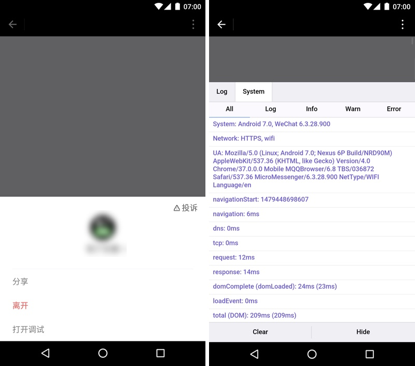 07:00
投诉
分享
离开
打开调试
07:00
Log System
All Log Info Warn Error
System: Android 7.0, WeChat 6.3.28.900
Network: HTTPS, wifi
UA: Mozilla/5.0 (Linux; Android 7.0; Nexus 6P Build/NRD90M)
AppleWebKit/537.36 (KHTML, like Gecko) Version/4.0
Chrome/37.0.0.0 Mobile MQQBrowser/6.8 TBS/036872
Safari/537.36 MicroMessenger/6.3.28.900 NetType/WIFI
Language/en
navigationStart: 1479448698607
navigation: 6ms
dns: 0ms
tcp: 0ms
request: 12ms
response: 14ms
domComplete (domLoaded): 24ms (23ms)
loadEvent: 0ms
total (DOM): 209ms (209ms)
Clear Hide